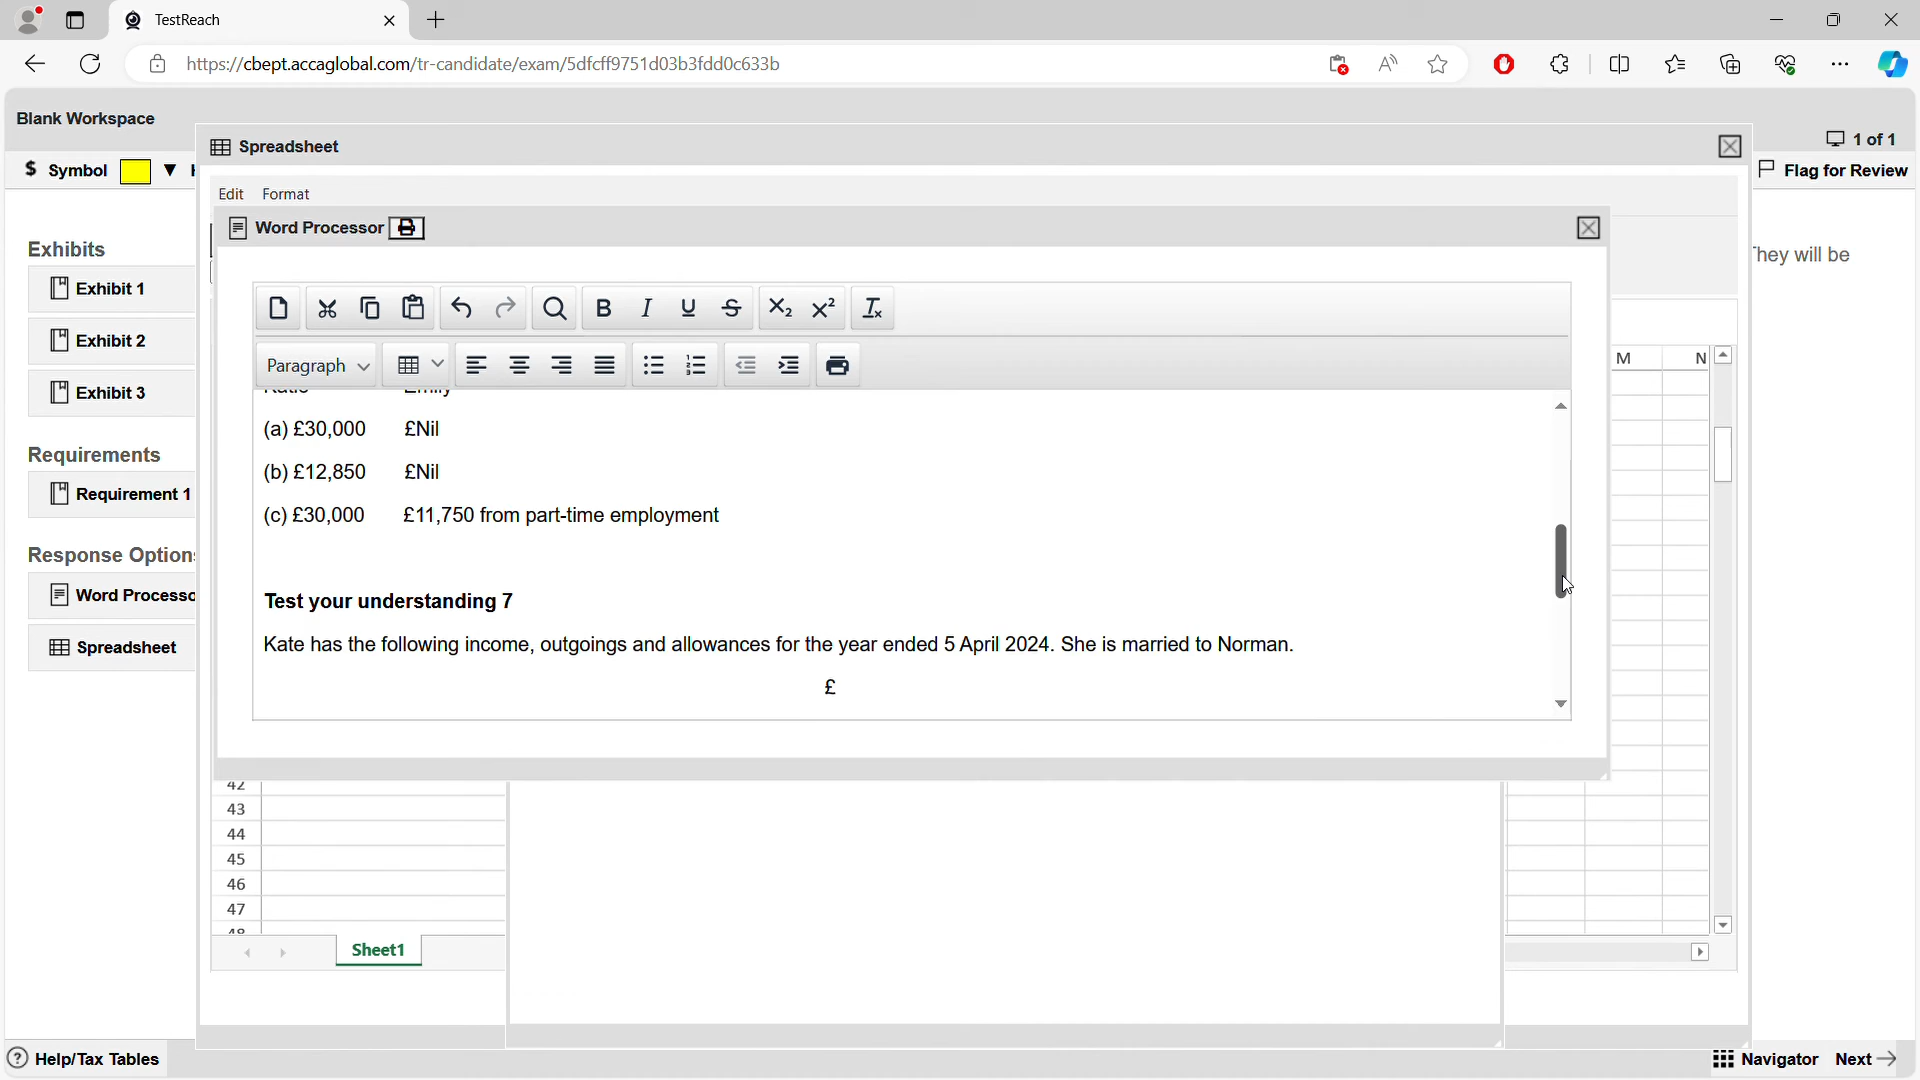 TestReach
https://cbept.accaglobal.com/tr-candidate/exam/5dfcff9751d03b3fdd0c633b
Blank Workspace
1 of 1
$ Symbol
Flag for Review
Spreadsheet
Edit Format
Word Processor
Exhibits
Exhibit 1
Exhibit 2
Exhibit 3
Requirements
Requirement 1
Response Option
Word Processo
Spreadsheet
They will be
Paragraph
M N
(a) £30,000 £Nil
(b) £12,850 £Nil
(c) £30,000 £11,750 from part-time employment
Test your understanding 7
Kate has the following income, outgoings and allowances for the year ended 5 April 2024. She is married to Norman.
£
42
43
44
45
46
47
48
Sheet1
Help/Tax Tables
Navigator
Next